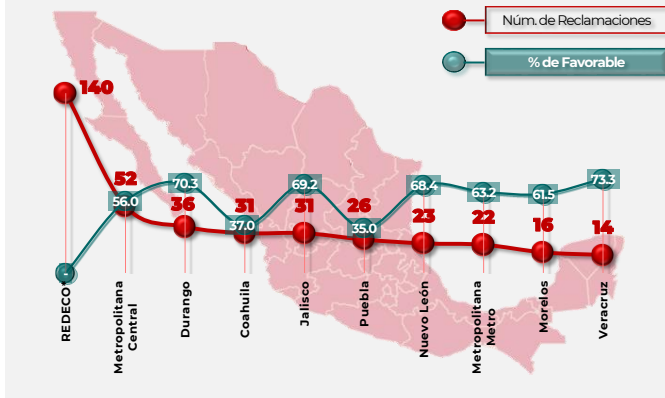 Núm. de Reclamaciones
% de Favorable
140
52
36
31
31
26
23
22
16
14
-
56.0
70.3
37.0
69.2
35.0
68.4
63.2
61.5
73.3
REDECO*
Metropolitana
Central
Durango
Coahuila
Jalisco
Puebla
Nuevo León
Metropolitana
Metro
Morelos
Veracruz